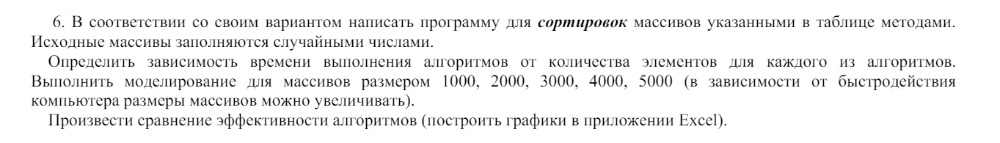 6. В соответствии со своим вариантом написать программу для сортировок массивов указанными в таблице методами.
Исходные массивы заполняются случайными числами.
Определить зависимость времени выполнения алгоритмов от количества элементов для каждого из алгоритмов.
Выполнить моделирование для массивов размером 1000, 2000, 3000, 4000, 5000 (в зависимости от быстродействия
компьютера размеры массивов можно увеличивать).
Произвести сравнение эффективности алгоритмов (построить графики в приложении Excel).